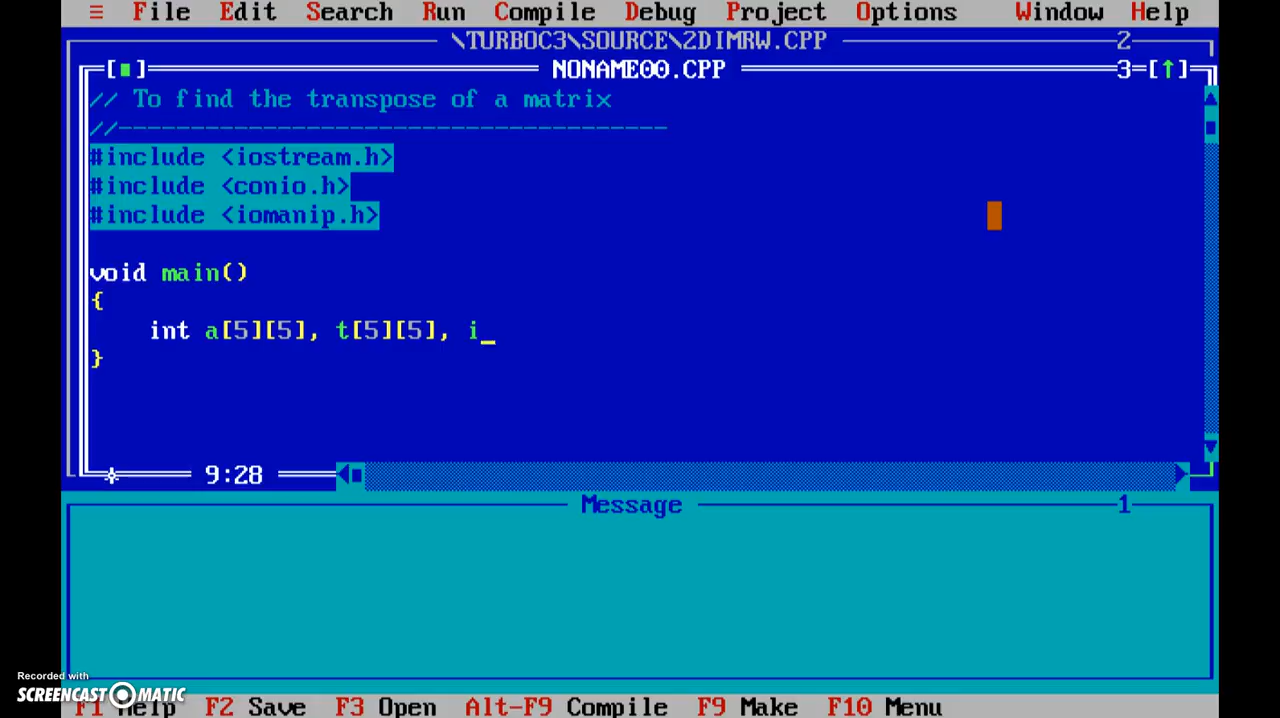 ≡ File Edit Search Run Compile Debug Project Options Window Help
\TURBOC3\SOURCE\2DIMRW.CPP 2
[■] NONAME00.CPP 3=[↑]
// To find the transpose of a matrix
//--------------------------------------
#include <iostream.h>
#include <conio.h>
#include <iomanip.h>
void main()
{
int a[5][5], t[5][5], i_
}
9:28
Message 1
Recorded with
SCREENCAST MATIC
F1 Help F2 Save F3 Open Alt-F9 Compile F9 Make F10 Menu